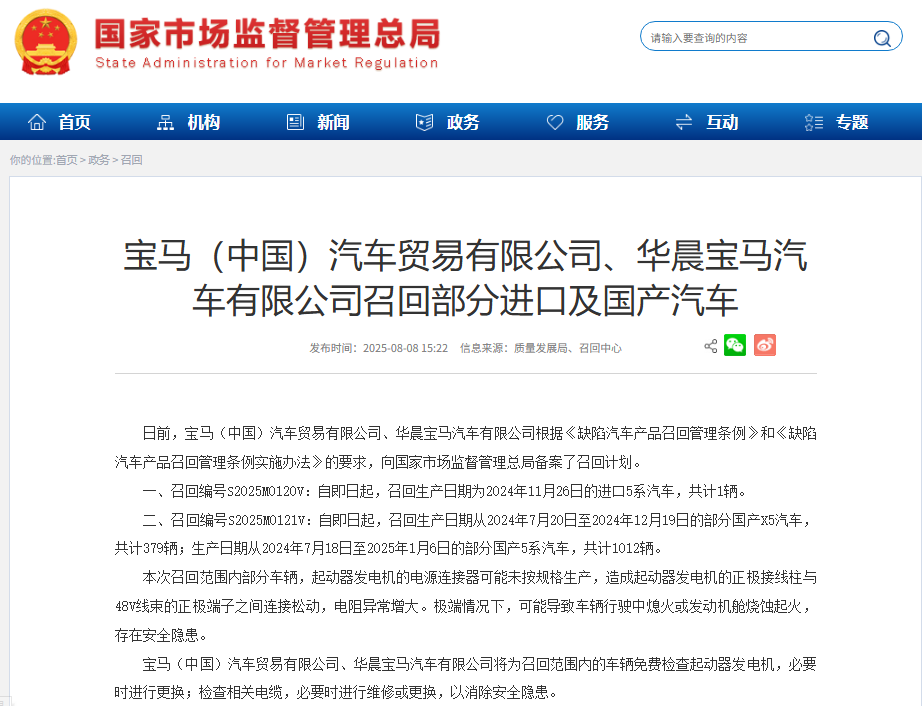 国家市场监督管理总局
State Administration for Market Regulation
请输入要查询的内容
首页 机构 新闻 政务 服务 互动 专题
你的位置:首页 > 政务 > 召回
宝马（中国）汽车贸易有限公司、华晨宝马汽
车有限公司召回部分进口及国产汽车
发布时间：2025-08-08 15:22 信息来源：质量发展局、召回中心
日前，宝马（中国）汽车贸易有限公司、华晨宝马汽车有限公司根据《缺陷汽车产品召回管理条例》和《缺陷
汽车产品召回管理条例实施办法》的要求，向国家市场监督管理总局备案了召回计划。
一、召回编号S2025M0120V：自即日起，召回生产日期为2024年11月26日的进口5系汽车，共计1辆。
二、召回编号S2025M0121V：自即日起，召回生产日期从2024年7月20日至2024年12月19日的部分国产X5汽车，
共计379辆；生产日期从2024年7月18日至2025年1月6日的部分国产5系汽车，共计1012辆。
本次召回范围内部分车辆，起动器发电机的电源连接器可能未按规格生产，造成起动器发电机的正极接线柱与
48V线束的正极端子之间连接松动，电阻异常增大。极端情况下，可能导致车辆行驶中熄火或发动机舱烧蚀起火，
存在安全隐患。
宝马（中国）汽车贸易有限公司、华晨宝马汽车有限公司将为召回范围内的车辆免费检查起动器发电机，必要
时进行更换；检查相关电缆，必要时进行维修或更换，以消除安全隐患。